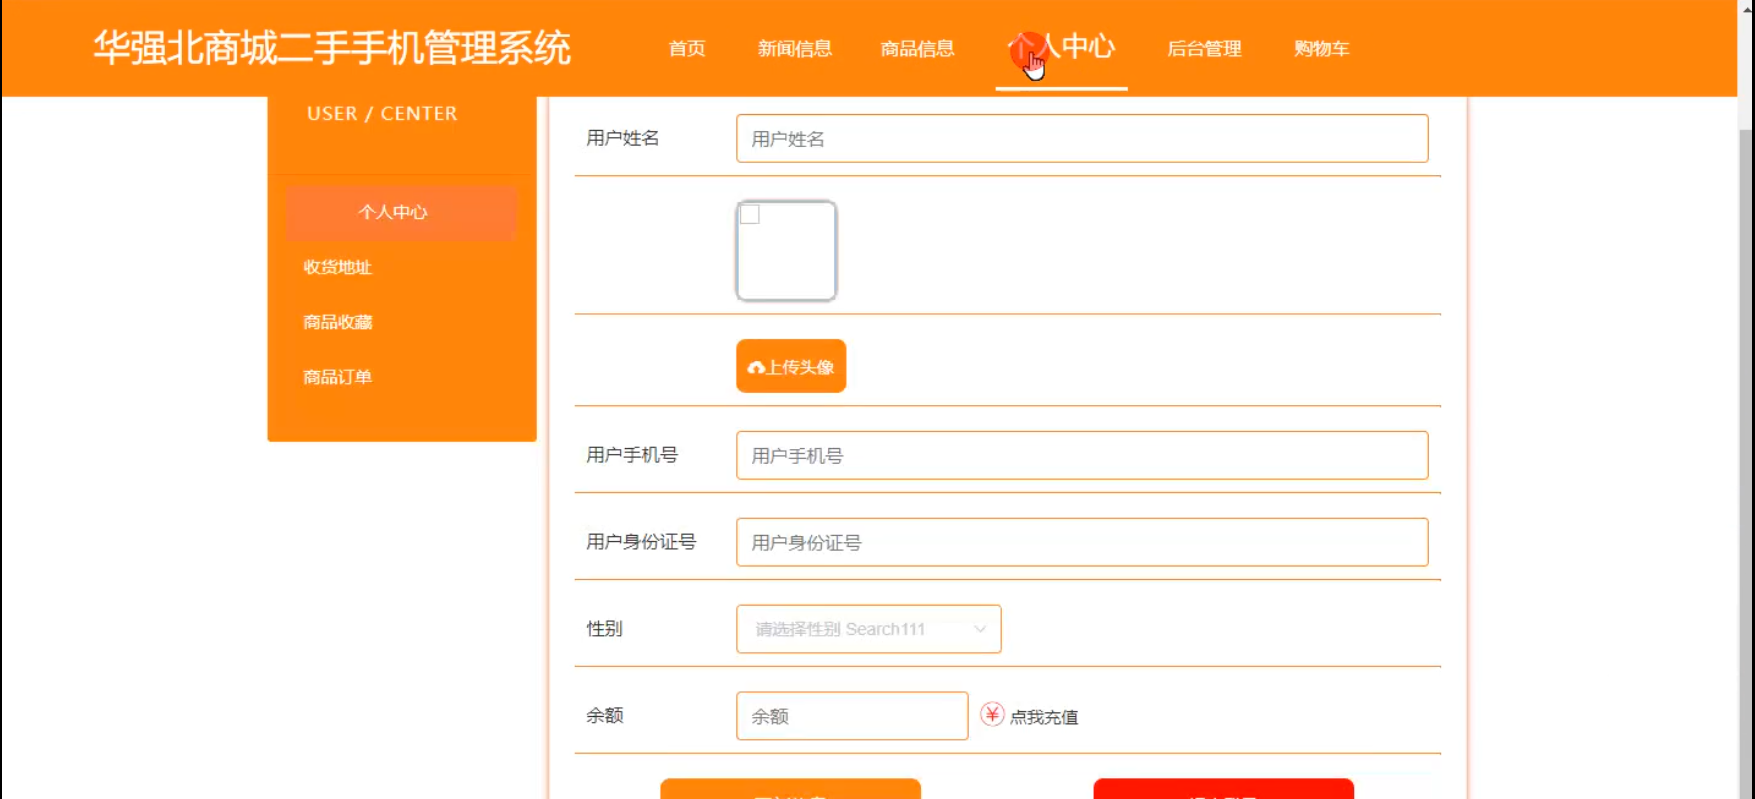 华强北商城二手手机管理系统
首页 新闻信息 商品信息 个人中心 后台管理 购物车
USER / CENTER
个人中心
收货地址
商品收藏
商品订单
用户姓名 用户姓名
上传头像
用户手机号 用户手机号
用户身份证号 用户身份证号
性别 请选择性别 Search111
余额 余额 ¥ 点我充值